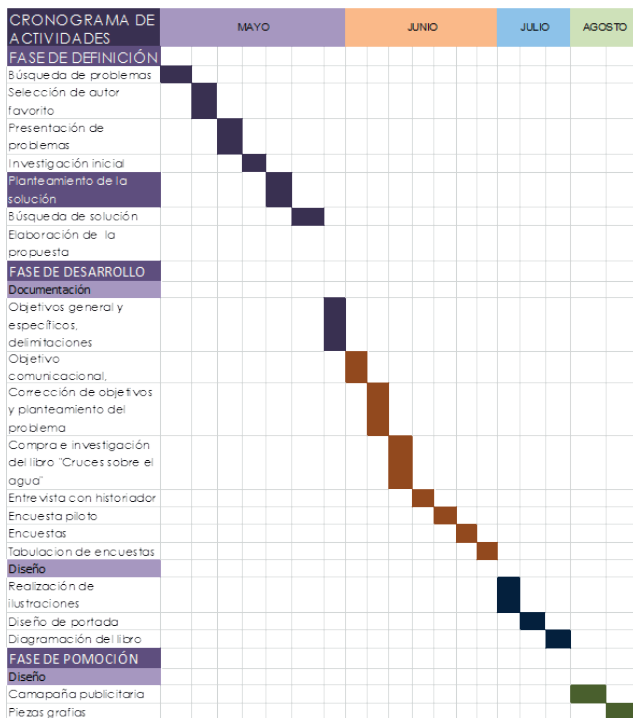 CRONOGRAMA DE
ACTIVIDADES
MAYO
JUNIO
JULIO
AGOSTO
FASE DE DEFINICIÓN
Búsqueda de problemas
Selección de autor
favorito
Presentación de
problemas
Investigación inicial
Planteamiento de la
solución
Búsqueda de solución
Elaboración de la
propuesta
FASE DE DESARROLLO
Documentación
Objetivos general y
específicos,
delimitaciones
Objetivo
comunicacional,
Corrección de objetivos
y planteamiento del
problema
Compra e investigación
del libro "Cruces sobre el
agua"
Entrevista con historiador
Encuesta piloto
Encuestas
Tabulacion de encuestas
Diseño
Realización de
ilustraciones
Diseño de portada
Diagramación del libro
FASE DE POMOCIÓN
Diseño
Camapaña publicitaria
Piezas grafias